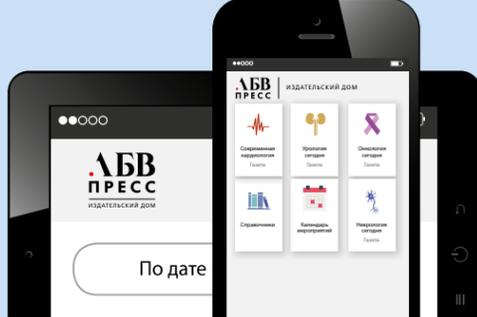 АБВ
ПРЕСС
ИЗДАТЕЛЬСКИЙ ДОМ
По дате
АБВ
ПРЕСС
ИЗДАТЕЛЬСКИЙ ДОМ
Современная
кардиология
Газета
Урология
сегодня
Газета
Онкология
сегодня
Газета
Справочники
Календарь
мероприятий
Неврология
сегодня
Газета